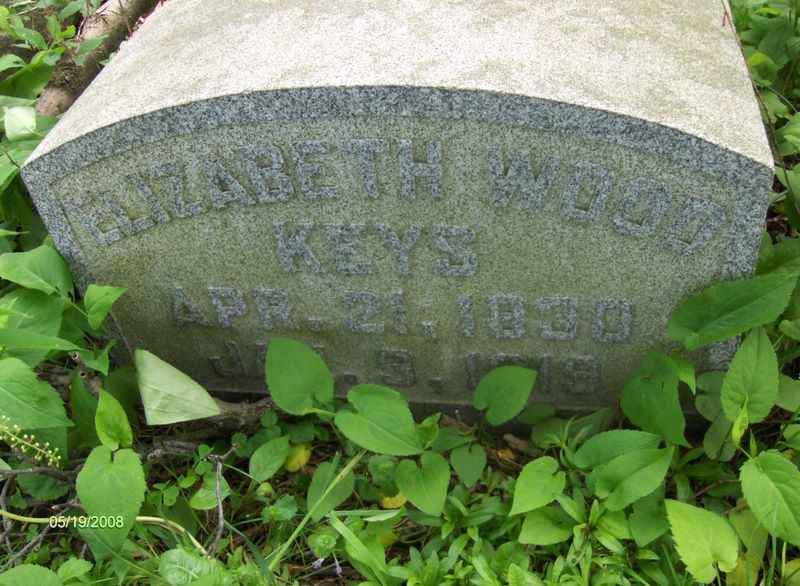 ELIZABETH WOOD
KEYS
APR. 21. 1830
05/19/2008